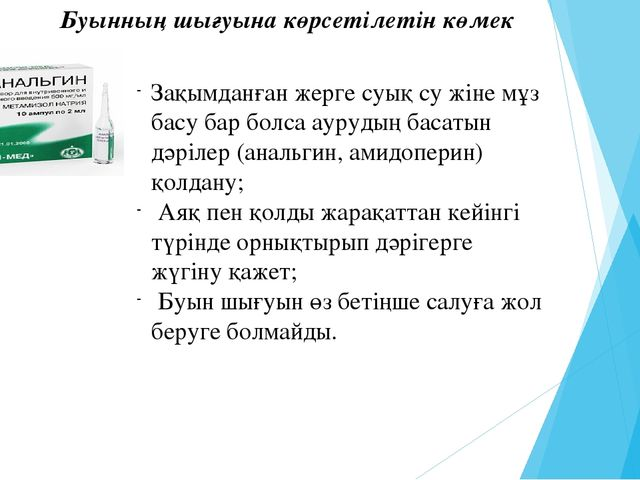 Буынның шығуына көрсетілетін көмек
АНАЛЬГИН
МЕТАМИЗОЛ НАТРИЯ
10 ампул по 2 мл
- Зақымданған жерге суық су жіне мұз
басу бар болса аурудың басатын
дәрілер (анальгин, амидоперин)
қолдану;
- Аяқ пен қолды жарақаттан кейінгі
түрінде орнықтырып дәрігерге
жүгіну қажет;
- Буын шығуын өз бетіңше салуға жол
беруге болмайды.